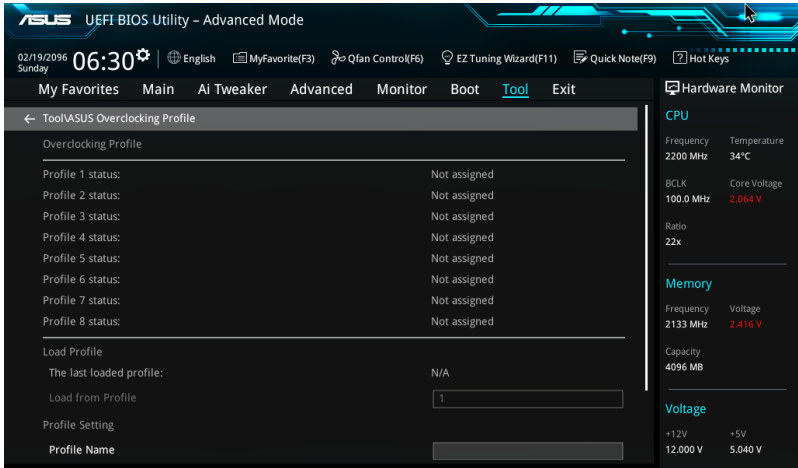 ASUS UEFI BIOS Utility – Advanced Mode
02/19/2096
Sunday
06:30
English MyFavorite(F3) Qfan Control(F6) EZ Tuning Wizard(F11) Quick Note(F9) ? Hot Keys
My Favorites Main Ai Tweaker Advanced Monitor Boot Tool Exit
← Tool\ASUS Overclocking Profile
Overclocking Profile
Profile 1 status: Not assigned
Profile 2 status: Not assigned
Profile 3 status: Not assigned
Profile 4 status: Not assigned
Profile 5 status: Not assigned
Profile 6 status: Not assigned
Profile 7 status: Not assigned
Profile 8 status: Not assigned
Load Profile
The last loaded profile: N/A
Load from Profile 1
Profile Setting
Profile Name
Hardware Monitor
CPU
Frequency Temperature
2200 MHz 34°C
BCLK Core Voltage
100.0 MHz 2.064 V
Ratio
22x
Memory
Frequency Voltage
2133 MHz 2.416 V
Capacity
4096 MB
Voltage
+12V +5V
12.000 V 5.040 V